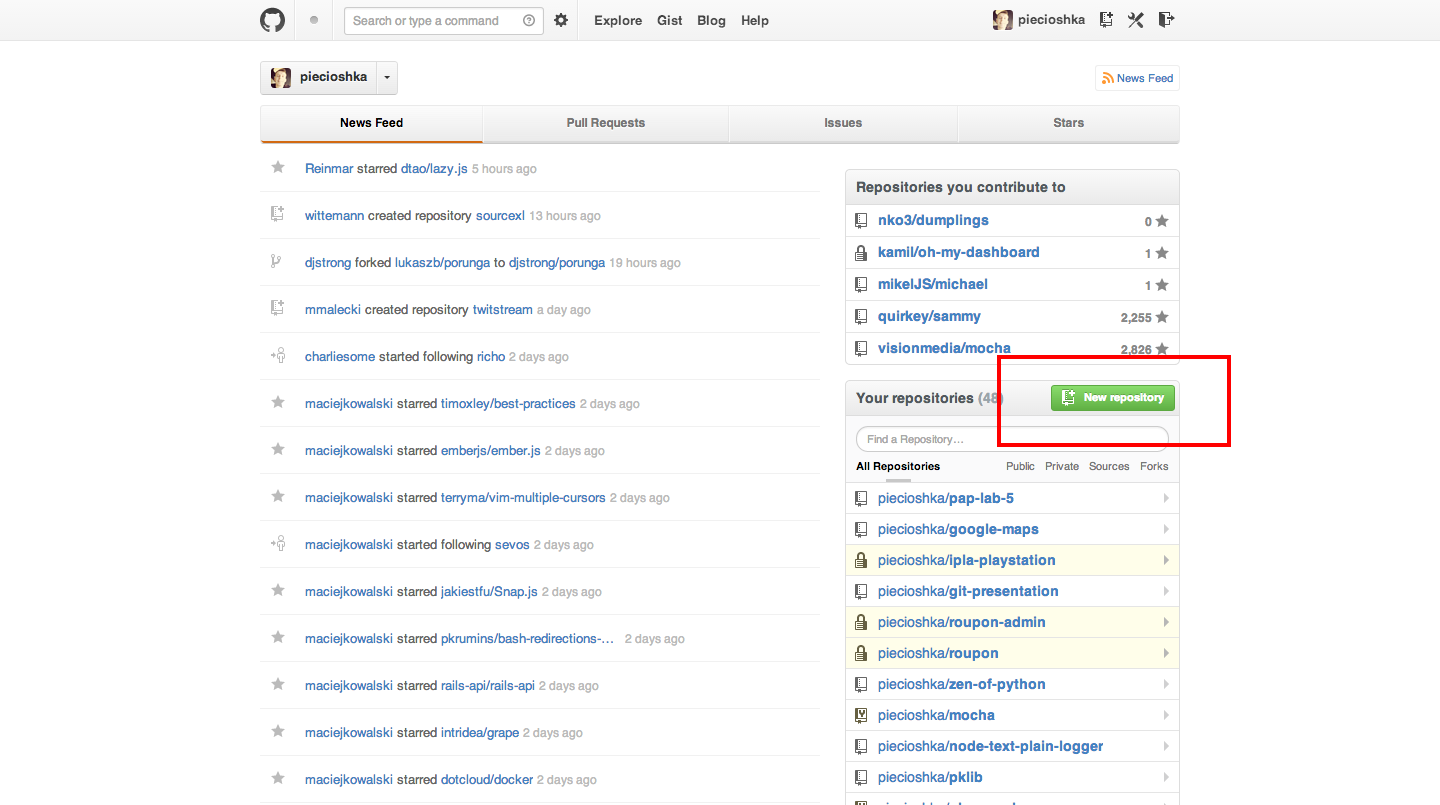 Search or type a command
Explore Gist Blog Help
piecioshka
piecioshka
News Feed
News Feed Pull Requests Issues Stars
Reinmar starred dtao/lazy.js 5 hours ago
wittemann created repository sourcexl 13 hours ago
djstrong forked lukaszb/porunga to djstrong/porunga 19 hours ago
mmalecki created repository twitstream a day ago
charliesome started following richo 2 days ago
maciejkowalski starred timoxley/best-practices 2 days ago
maciejkowalski starred emberjs/ember.js 2 days ago
maciejkowalski starred terryma/vim-multiple-cursors 2 days ago
maciejkowalski started following sevos 2 days ago
maciejkowalski starred jakiestfu/Snap.js 2 days ago
maciejkowalski starred pkrumins/bash-redirections-… 2 days ago
maciejkowalski starred rails-api/rails-api 2 days ago
maciejkowalski starred intridea/grape 2 days ago
maciejkowalski starred dotcloud/docker 2 days ago
Repositories you contribute to
nko3/dumplings 0
kamil/oh-my-dashboard 1
mikelJS/michael 1
quirkey/sammy 2,255
visionmedia/mocha 2,826
Your repositories (48)
New repository
Find a Repository…
All Repositories Public Private Sources Forks
piecioshka/pap-lab-5
piecioshka/google-maps
piecioshka/ipla-playstation
piecioshka/git-presentation
piecioshka/roupon-admin
piecioshka/roupon
piecioshka/zen-of-python
piecioshka/mocha
piecioshka/node-text-plain-logger
piecioshka/pklib